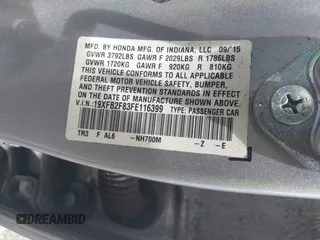 MFD. BY HONDA MFG. OF INDIANA, LLC 09/15
GVWR 3792LBS GAWR F 2029LBS R 1786LBS
GVWR 1720KG GAWR F 920KG R 810KG
THIS VEHICLE CONFORMS TO ALL APPLICABLE
FEDERAL MOTOR VEHICLE SAFETY, BUMPER,
AND THEFT PREVENTION STANDARDS IN EFFECT
ON THE DATE OF MANUFACTURE SHOWN ABOVE.
V.I.N.: 19XFB2F83FE116399 TYPE: PASSENGER CAR
TR3 F AL6 -NH700M -Z -E
DREAMBID